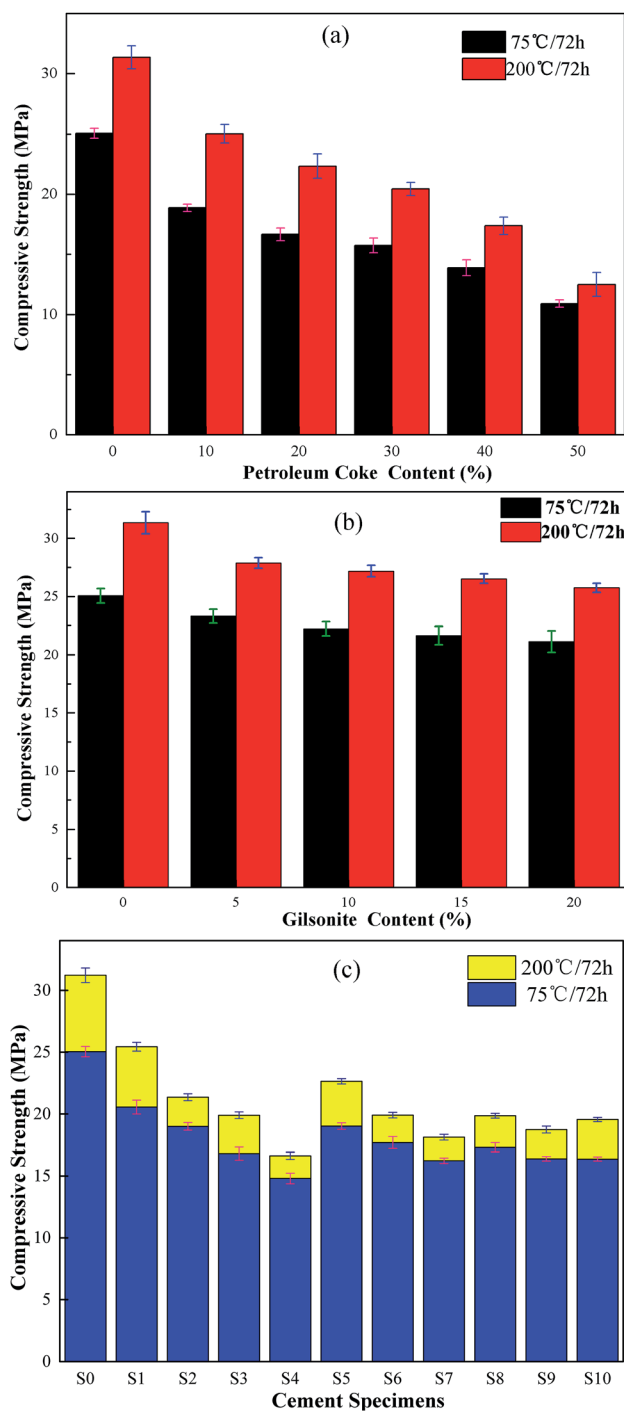 (a)
75℃/72h
200℃/72h
Compressive Strength (MPa)
30
20
10
0
0 10 20 30 40 50
Petroleum Coke Content (%)
(b)
75℃/72h
200℃/72h
Compressive Strength (MPa)
30
25
20
15
10
5
0
0 5 10 15 20
Gilsonite Content (%)
(c)
200℃/72h
75℃/72h
Compressive Strength (MPa)
30
25
20
15
10
5
0
S0 S1 S2 S3 S4 S5 S6 S7 S8 S9 S10
Cement Specimens